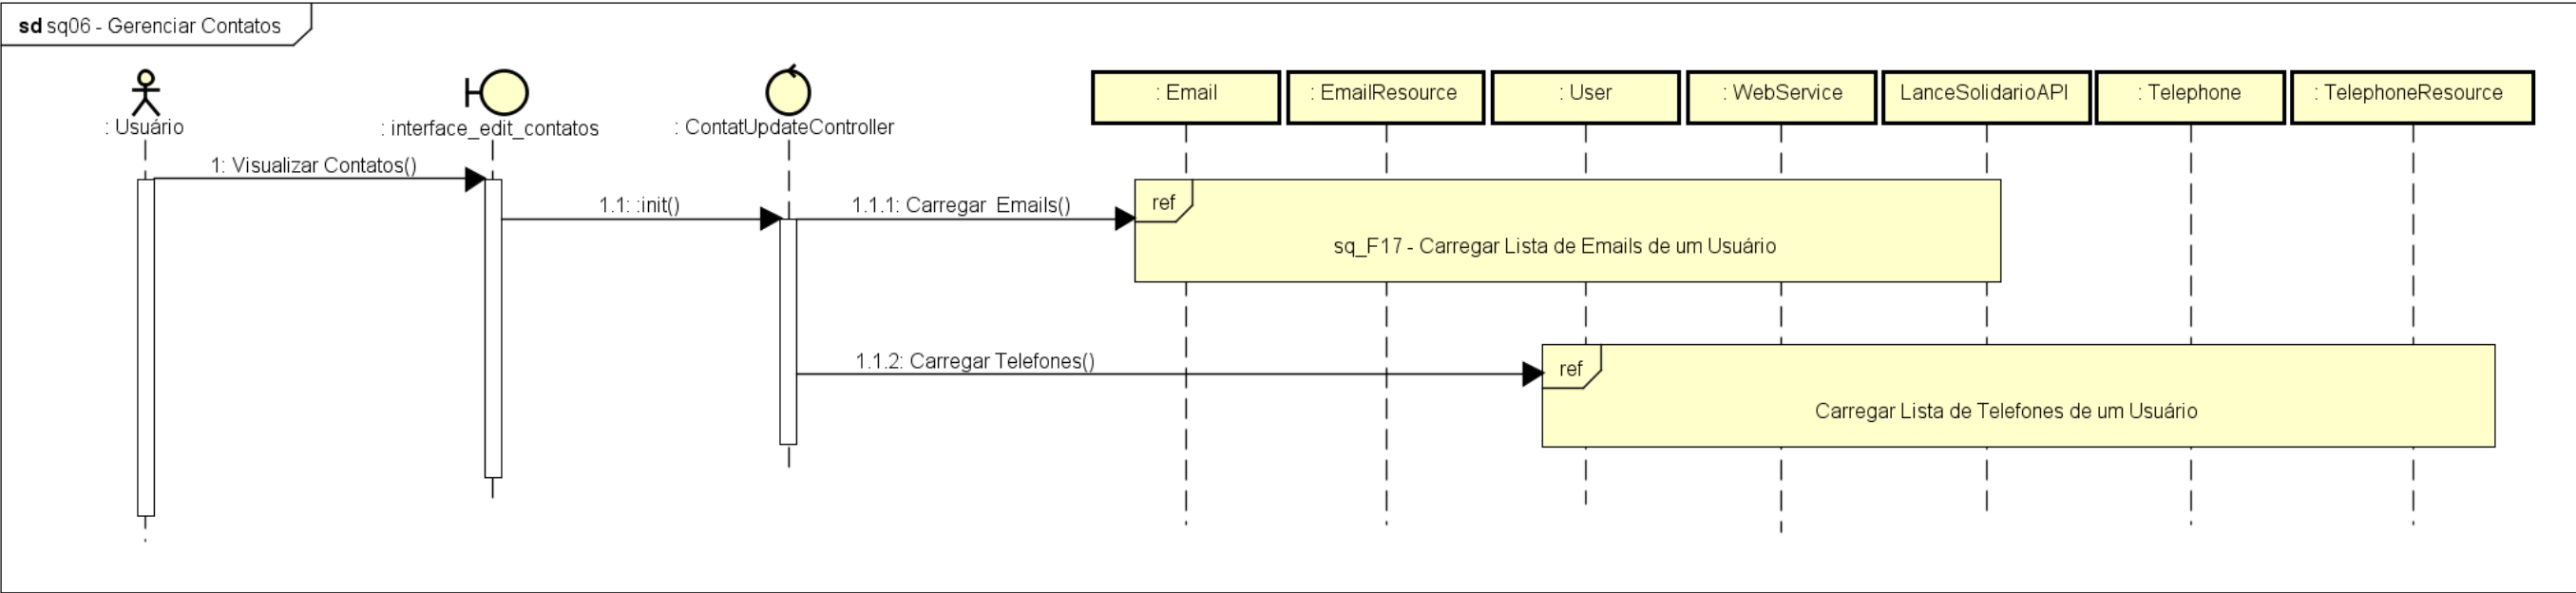 sd sq06 - Gerenciar Contatos
: Usuário
: interface_edit_contatos
: ContatUpdateController
: Email
: EmailResource
: User
: WebService
LanceSolidarioAPI
: Telephone
: TelephoneResource
1: Visualizar Contatos()
1.1: :init()
1.1.1: Carregar Emails()
ref
sq_F17 - Carregar Lista de Emails de um Usuário
1.1.2: Carregar Telefones()
ref
Carregar Lista de Telefones de um Usuário